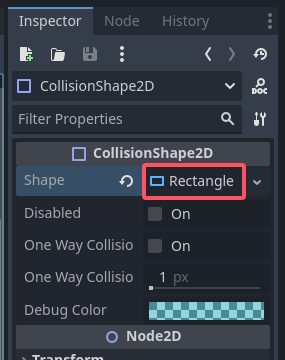 Inspector Node History
CollisionShape2D
DOC
Filter Properties
CollisionShape2D
Shape Rectangle
Disabled On
One Way Collisio On
One Way Collisio 1 px
Debug Color
Node2D
Transform